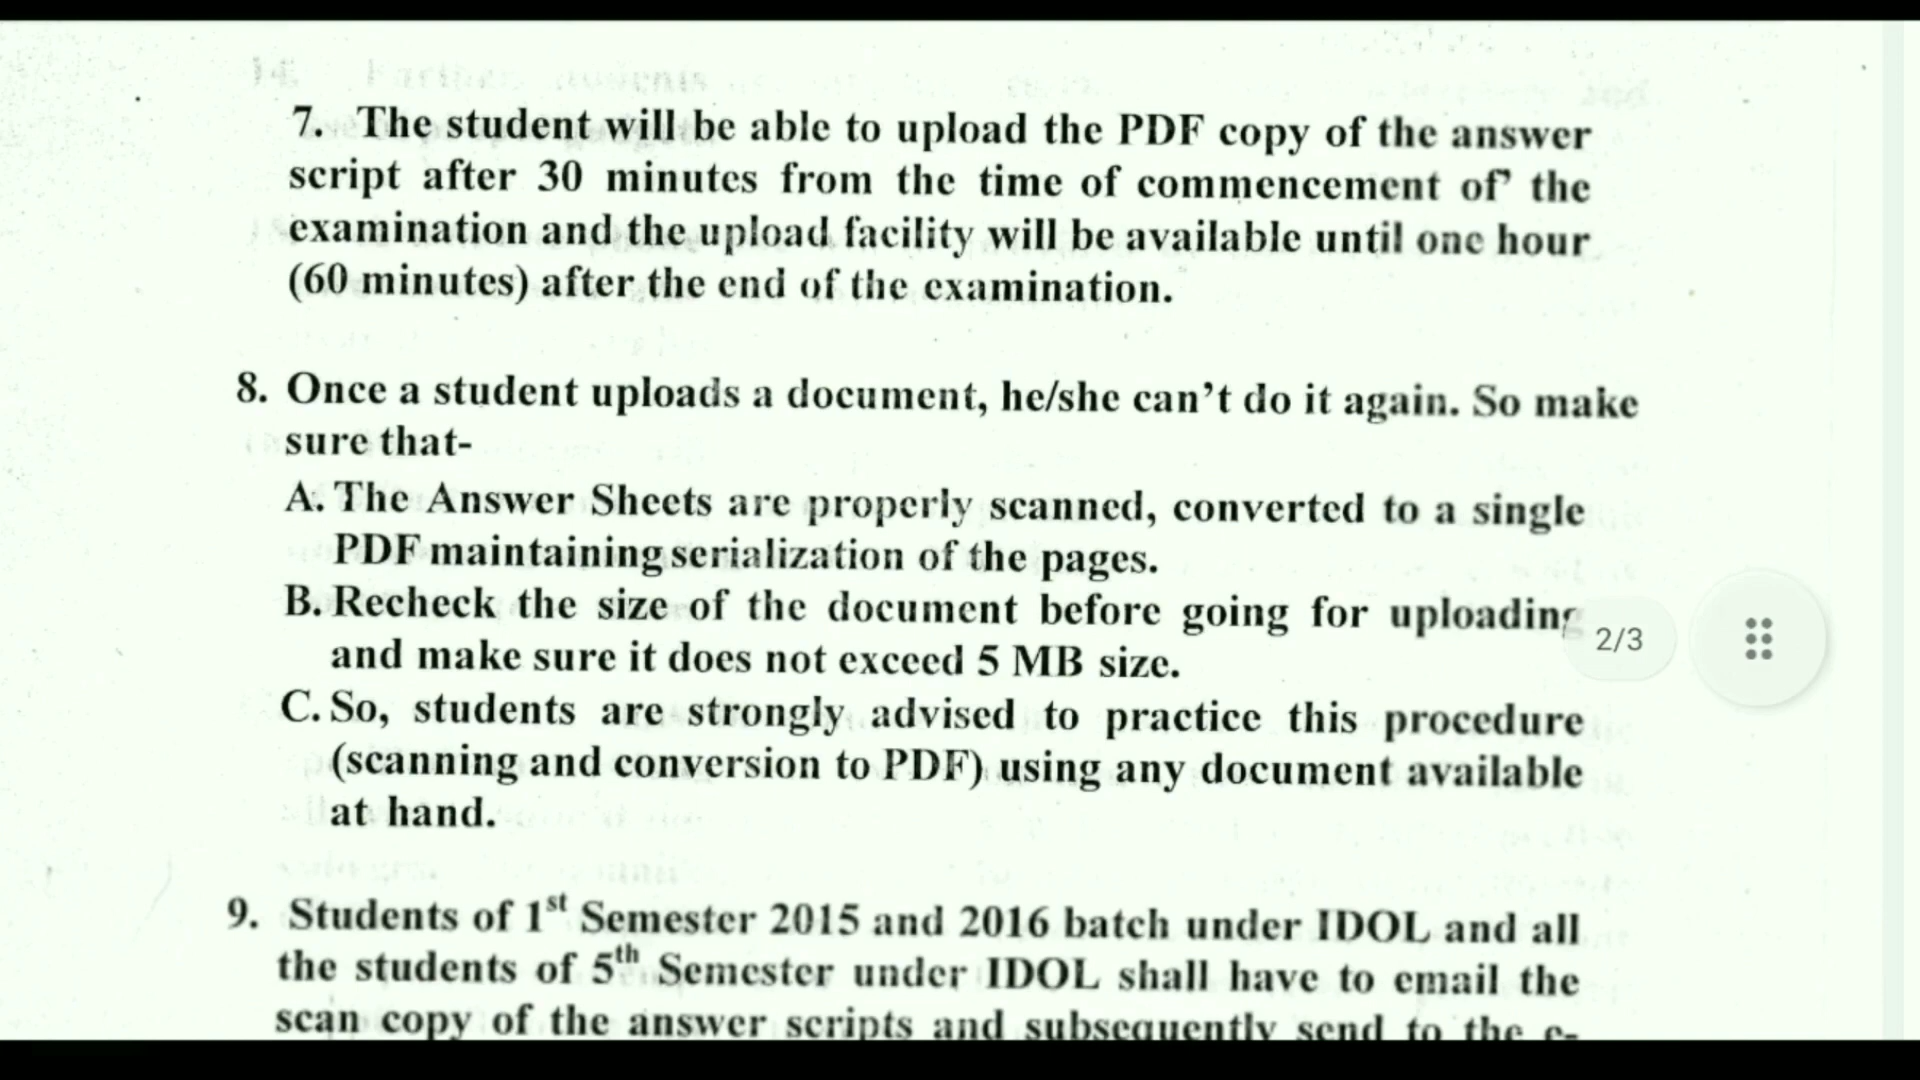 7. The student will be able to upload the PDF copy of the answer
script after 30 minutes from the time of commencement of the
examination and the upload facility will be available until one hour
(60 minutes) after the end of the examination.
8. Once a student uploads a document, he/she can't do it again. So make
sure that-
A. The Answer Sheets are properly scanned, converted to a single
PDF maintaining serialization of the pages.
B. Recheck the size of the document before going for uploading
and make sure it does not exceed 5 MB size.
2/3
C. So, students are strongly advised to practice this procedure
(scanning and conversion to PDF) using any document available
at hand.
9. Students of 1st Semester 2015 and 2016 batch under IDOL and all
the students of 5th Semester under IDOL shall have to email the
scan copy of the answer scripts and subsequently send to the e-